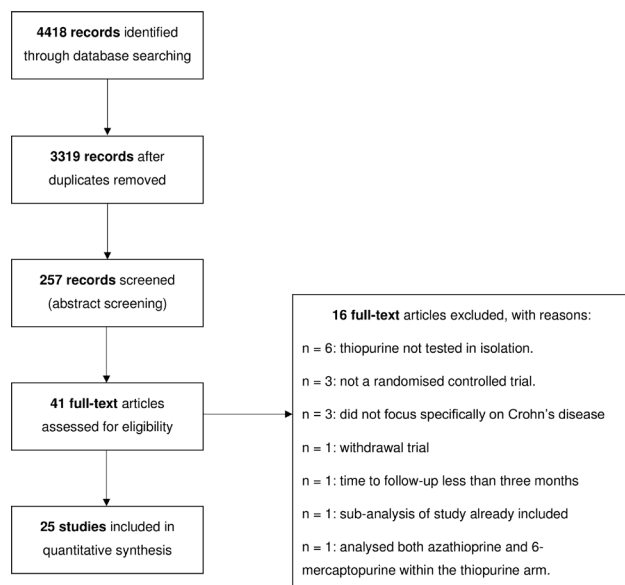 4418 records identified
through database searching
3319 records after
duplicates removed
257 records screened
(abstract screening)
41 full-text articles
assessed for eligibility
25 studies included in
quantitative synthesis
16 full-text articles excluded, with reasons:
n = 6: thiopurine not tested in isolation.
n = 3: not a randomised controlled trial.
n = 3: did not focus specifically on Crohn's disease
n = 1: withdrawal trial
n = 1: time to follow-up less than three months
n = 1: sub-analysis of study already included
n = 1: analysed both azathioprine and 6-
mercaptopurine within the thiopurine arm.